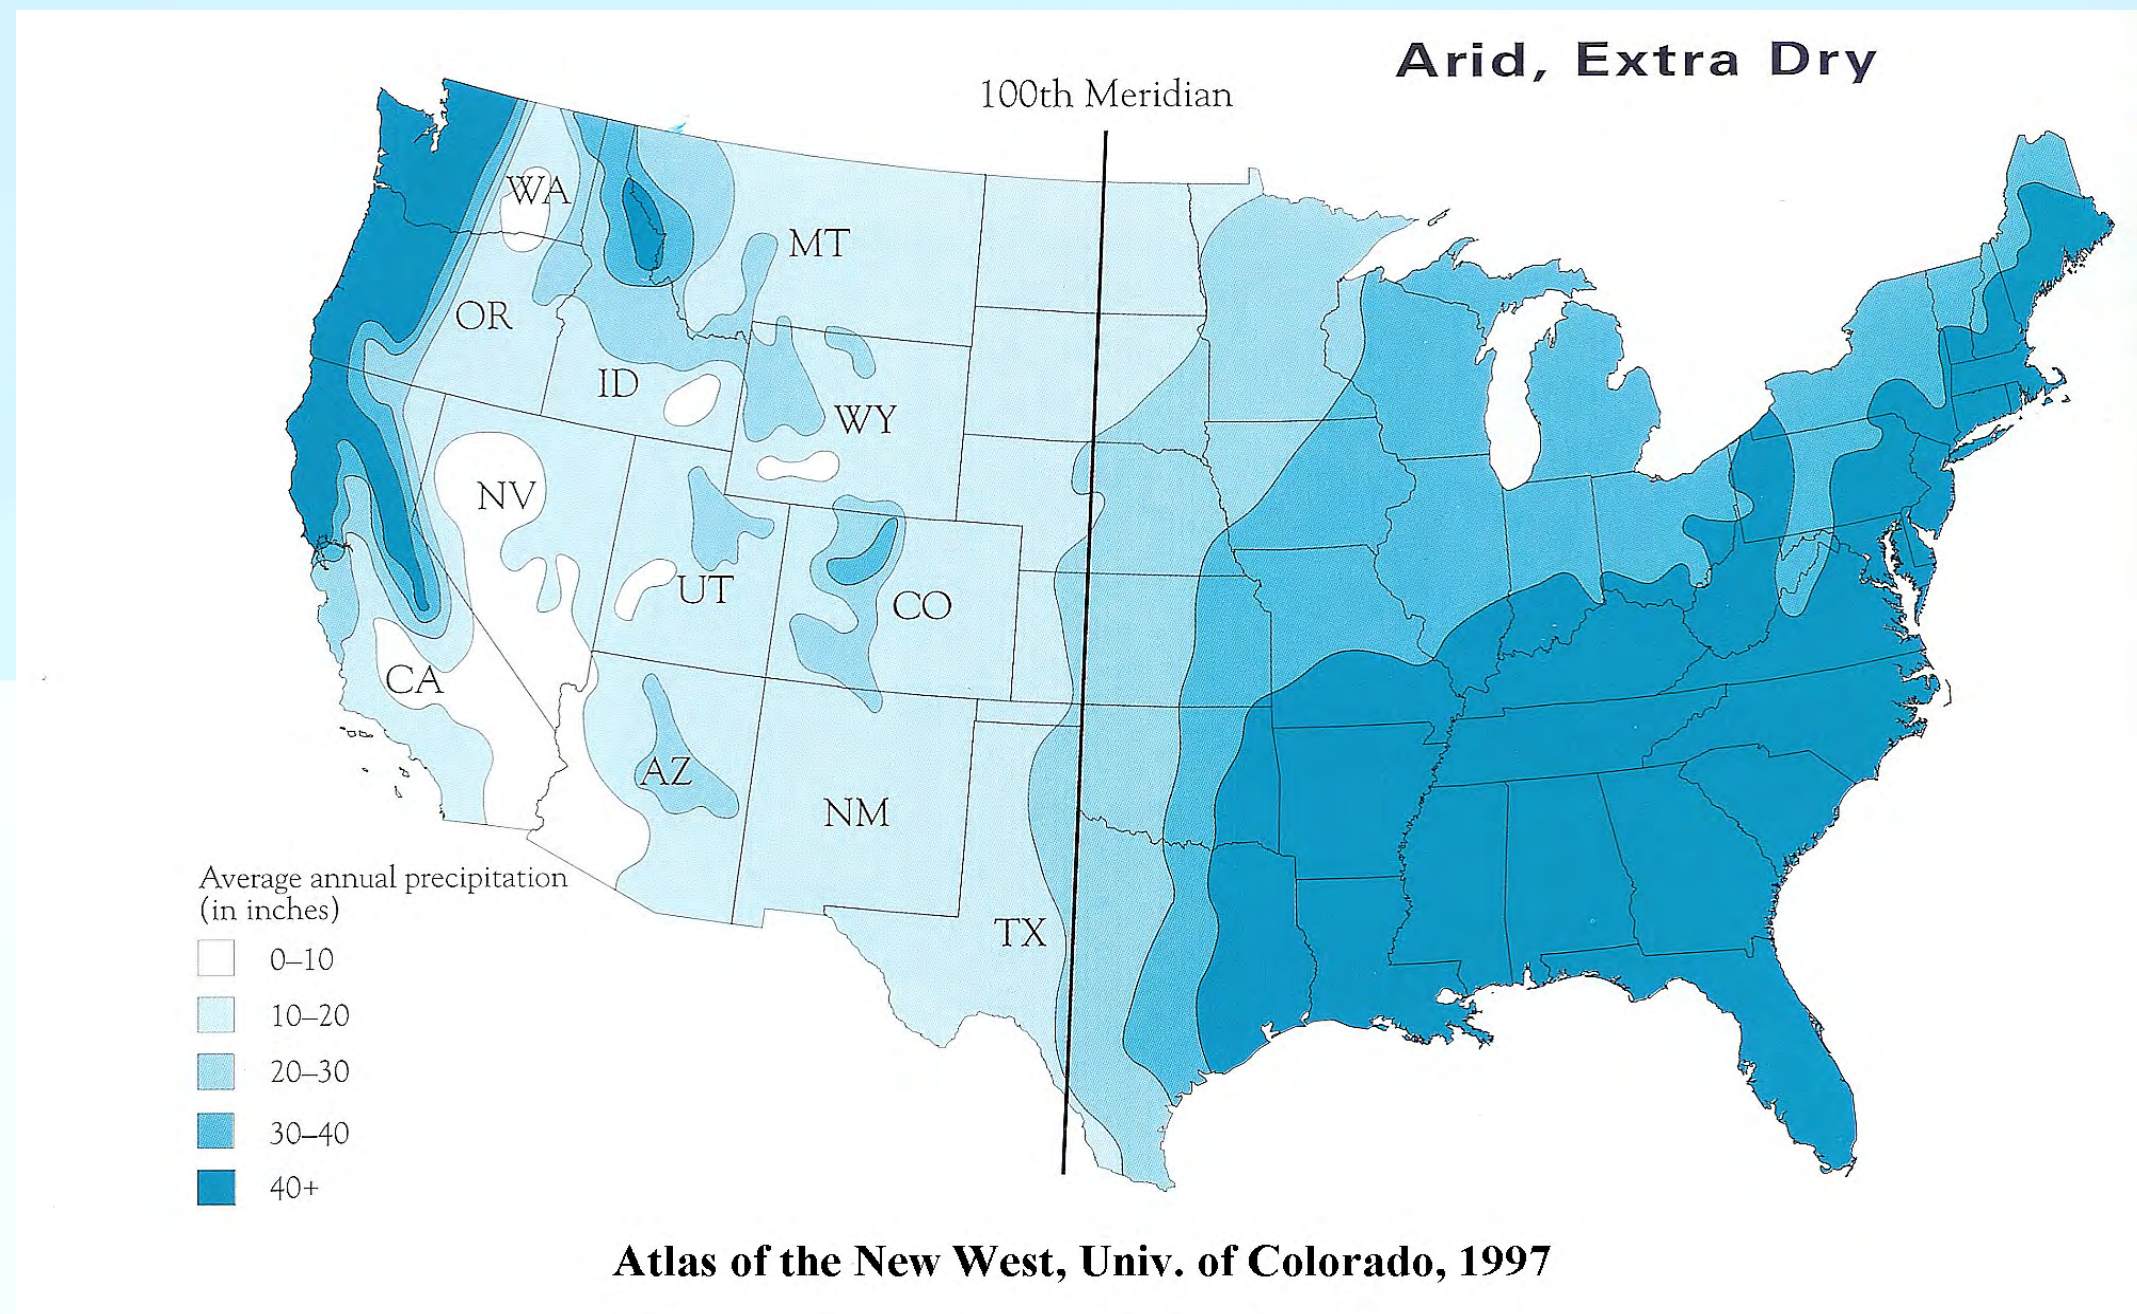 Arid, Extra Dry
100th Meridian
WA
MT
OR
ID
WY
NV
UT
CO
CA
AZ
NM
TX
Average annual precipitation
(in inches)
0–10
10–20
20–30
30–40
40+
Atlas of the New West, Univ. of Colorado, 1997